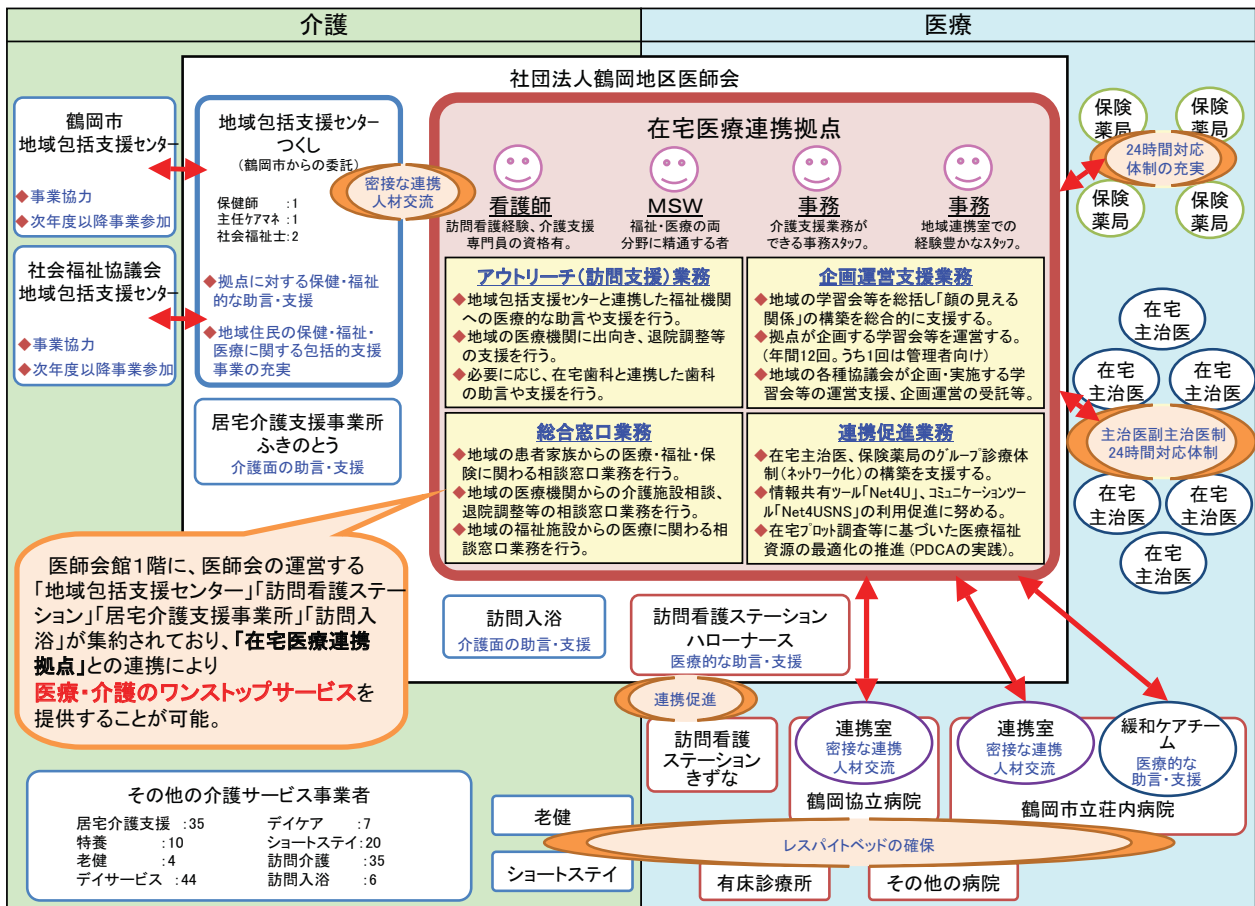 介護
医療
社団法人鶴岡地区医師会
鶴岡市
地域包括支援センター
◆事業協力
◆次年度以降事業参加
社会福祉協議会
地域包括支援センター
◆事業協力
◆次年度以降事業参加
地域包括支援センター
つくし
(鶴岡市からの委託)
保健師 :1
主任ケアマネ:1
社会福祉士:2
◆拠点に対する保健・福祉
的な助言・支援
◆地域住民の保健・福祉・
医療に関する包括的支援
事業の充実
密接な連携
人材交流
居宅介護支援事業所
ふきのとう
介護面の助言・支援
在宅医療連携拠点
看護師
訪問看護経験、介護支援
専門員の資格有。
MSW
福祉・医療の両
分野に精通する者
事務
介護支援業務が
できる事務スタッフ。
事務
地域連携室での
経験豊かなスタッフ。
アウトリーチ(訪問支援)業務
◆地域包括支援センターと連携した福祉機関
への医療的な助言や支援を行う。
◆地域の医療機関に出向き、退院調整等
の支援を行う。
◆必要に応じ、在宅歯科と連携した歯科
の助言や支援を行う。
企画運営支援業務
◆地域の学習会等を総括し「顔の見える
関係」の構築を総合的に支援する。
◆拠点が企画する学習会等を運営する。
(年間12回。うち1回は管理者向け)
◆地域の各種協議会が企画・実施する学
習会等の運営支援、企画運営の受託等。
総合窓口業務
◆地域の患者家族からの医療・福祉・保
険に関わる相談窓口業務を行う。
◆地域の医療機関からの介護施設相談、
退院調整等の相談窓口業務を行う。
◆地域の福祉施設からの医療に関わる相
談窓口業務を行う。
連携促進業務
◆在宅主治医、保険薬局のグループ診療体
制(ネットワーク化)の構築を支援する。
◆情報共有ツール「Net4U」、コミュニケーションツー
ル「Net4USNS」の利用促進に努める。
◆在宅プロット調査等に基づいた医療福祉
資源の最適化の推進 (PDCAの実践)。
保険
薬局
保険
薬局
24時間対応
体制の充実
保険
薬局
保険
薬局
在宅
主治医
在宅
主治医
在宅
主治医
主治医副主治医制
24時間対応体制
在宅
主治医
在宅
主治医
在宅
主治医
医師会館1階に、医師会の運営する
「地域包括支援センター」「訪問看護ステー
ション」「居宅介護支援事業所」「訪問入
浴」が集約されており、「在宅医療連携
拠点」との連携により
医療・介護のワンストップサービスを
提供することが可能。
訪問入浴
介護面の助言・支援
訪問看護ステーション
ハローナース
医療的な助言・支援
連携促進
訪問看護
ステーション
きずな
連携室
密接な連携
人材交流
鶴岡協立病院
連携室
密接な連携
人材交流
緩和ケアチー
ム
医療的な
助言・支援
鶴岡市立荘内病院
その他の介護サービス事業者
居宅介護支援 :35 デイケア :7
特養 :10 ショートステイ:20
老健 :4 訪問介護 :35
デイサービス :44 訪問入浴 :6
老健
ショートステイ
レスパイトベッドの確保
有床診療所
その他の病院